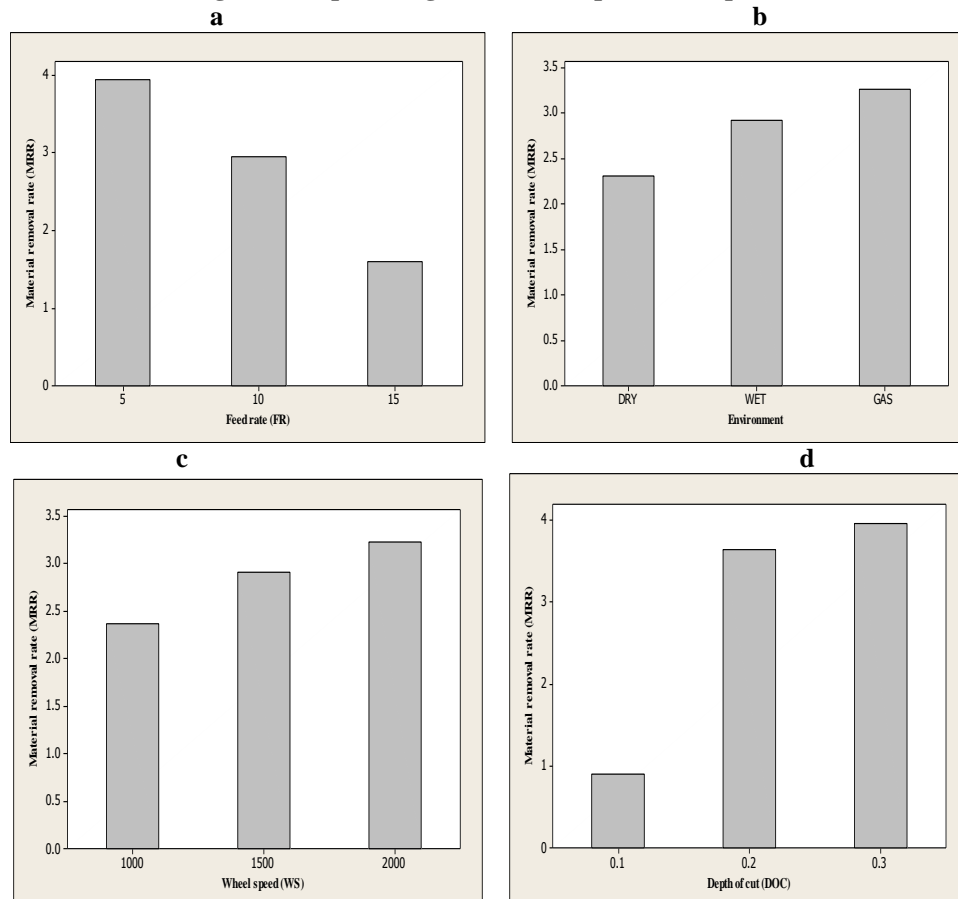 a
b
Material removal rate (MRR)
4
3
2
1
0
5 10 15
Feed rate (FR)
Material removal rate (MRR)
3.5
3.0
2.5
2.0
1.5
1.0
0.5
0.0
DRY WET GAS
Environment
c
d
Material removal rate (MRR)
3.5
3.0
2.5
2.0
1.5
1.0
0.5
0.0
1000 1500 2000
Wheel speed (WS)
Material removal rate (MRR)
4
3
2
1
0
0.1 0.2 0.3
Depth of cut (DOC)